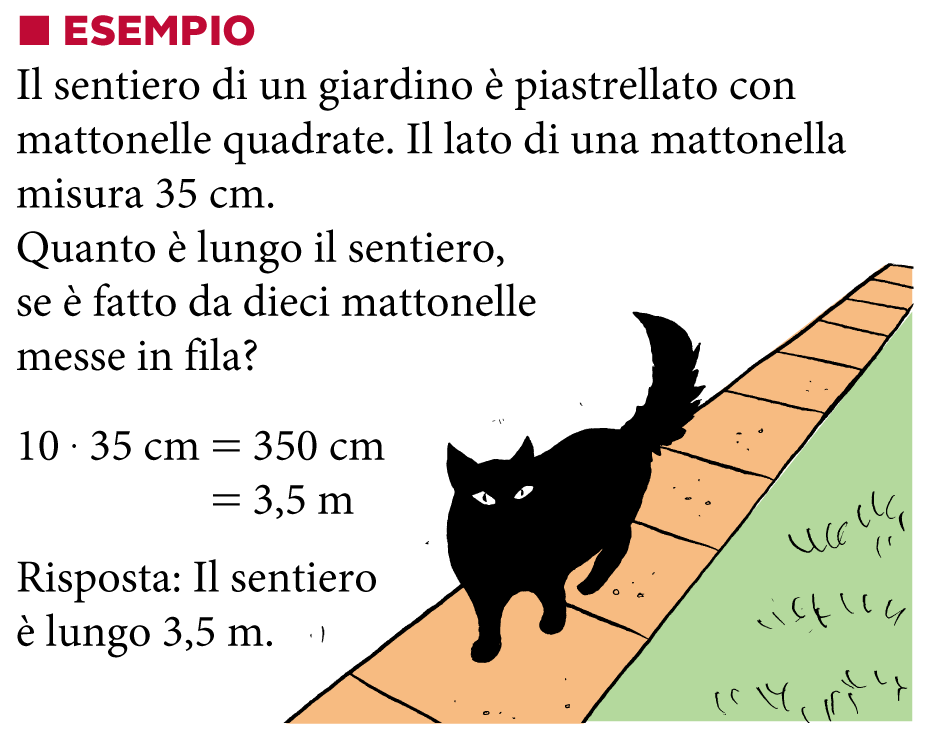 ■ ESEMPIO
Il sentiero di un giardino è piastrellato con
mattonelle quadrate. Il lato di una mattonella
misura 35 cm.
Quanto è lungo il sentiero,
se è fatto da dieci mattonelle
messe in fila?
10 · 35 cm = 350 cm
= 3,5 m
Risposta: Il sentiero
è lungo 3,5 m.